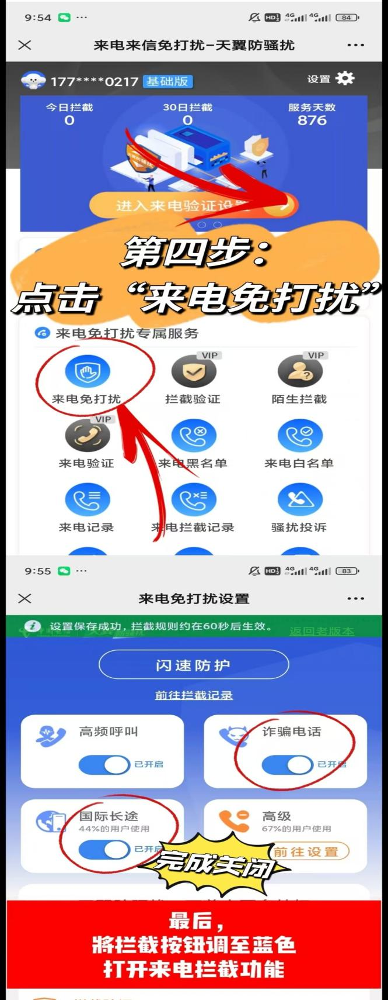 9:54 ...
HD 4G 4G 84
来电来信免打扰-天翼防骚扰
177****0217 基础版 设置
今日拦截 30日拦截 服务天数
0 0 876
进入来电验证设置
第四步：
点击“来电免打扰”
来电免打扰专属服务
VIP VIP
来电免打扰 拦截验证 陌生拦截
VIP
来电验证 来电黑名单 来电白名单
来电记录 来电拦截记录 骚扰投诉
9:55 ...
HD 4G 4G 83
来电免打扰设置
设置保存成功，拦截规则约在60秒后生效。
返回老版本
闪速防护
前往拦截记录
高频呼叫 诈骗电话
已开启 已开启
国际长途 高级
44%的用户使用 67%的用户使用
已开启 前往设置
完成关闭
最后，
將拦截按钮调至蓝色
打开来电拦截功能